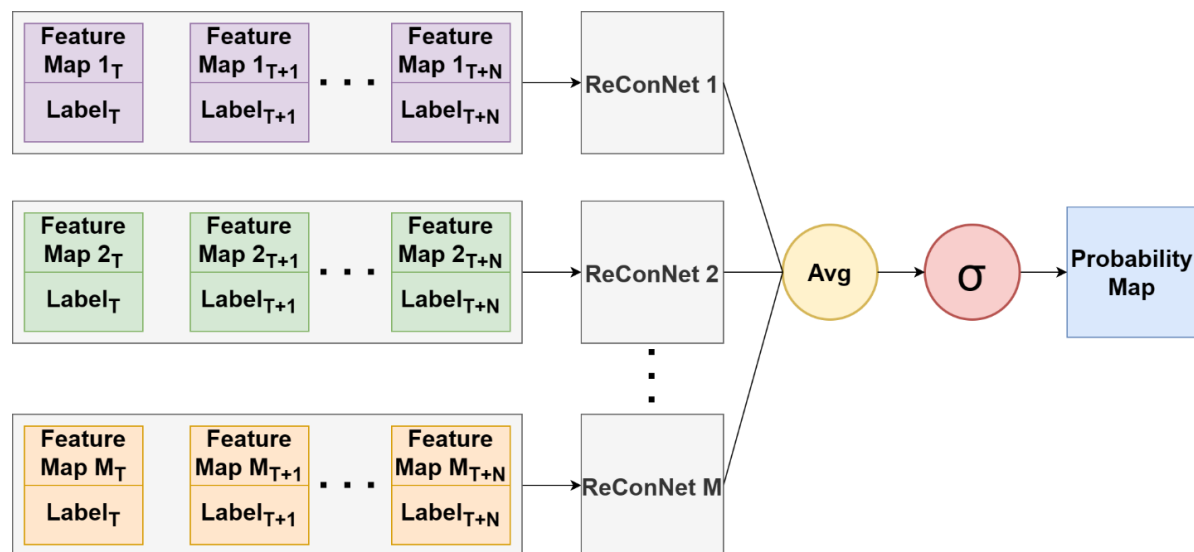 Feature
Map 1T
LabelT
Feature
Map 1T+1
LabelT+1
. . .
Feature
Map 1T+N
LabelT+N
ReConNet 1
Feature
Map 2T
LabelT
Feature
Map 2T+1
LabelT+1
. . .
Feature
Map 2T+N
LabelT+N
ReConNet 2
Feature
Map MT
LabelT
Feature
Map MT+1
LabelT+1
. . .
Feature
Map MT+N
LabelT+N
ReConNet M
Avg
σ
Probability
Map